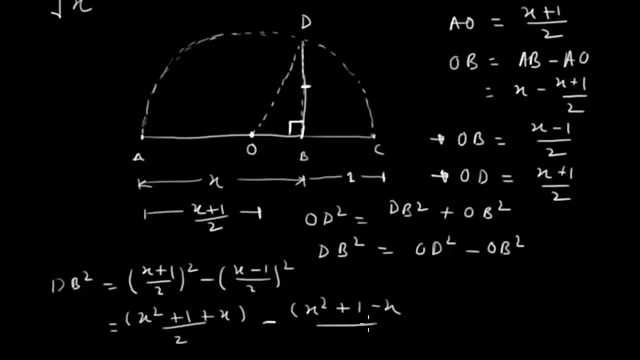 √x
AO = (x+1)/2
OB = AB - AO
= x - (x+1)/2
→ OB = (x-1)/2
→ OD = (x+1)/2
D
A O B C
x 1
(x+1)/2
OD² = DB² + OB²
DB² = OD² - OB²
DB² = ((x+1)/2)² - ((x-1)/2)²
= (x² + 1 + x)/2 - (x² + 1 - x